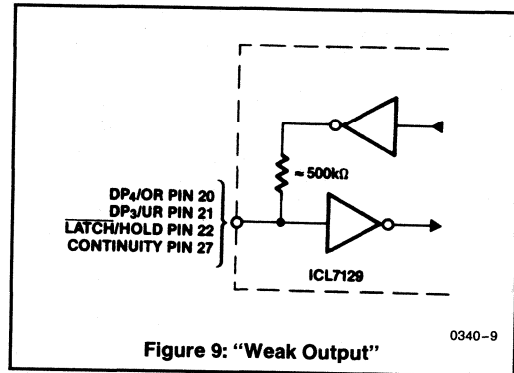 ≈ 500kΩ
DP₄/OR PIN 20
DP₃/UR PIN 21
L̅A̅T̅C̅H̅/HOLD PIN 22
CONTINUITY PIN 27
ICL7129
0340-9
Figure 9: “Weak Output”